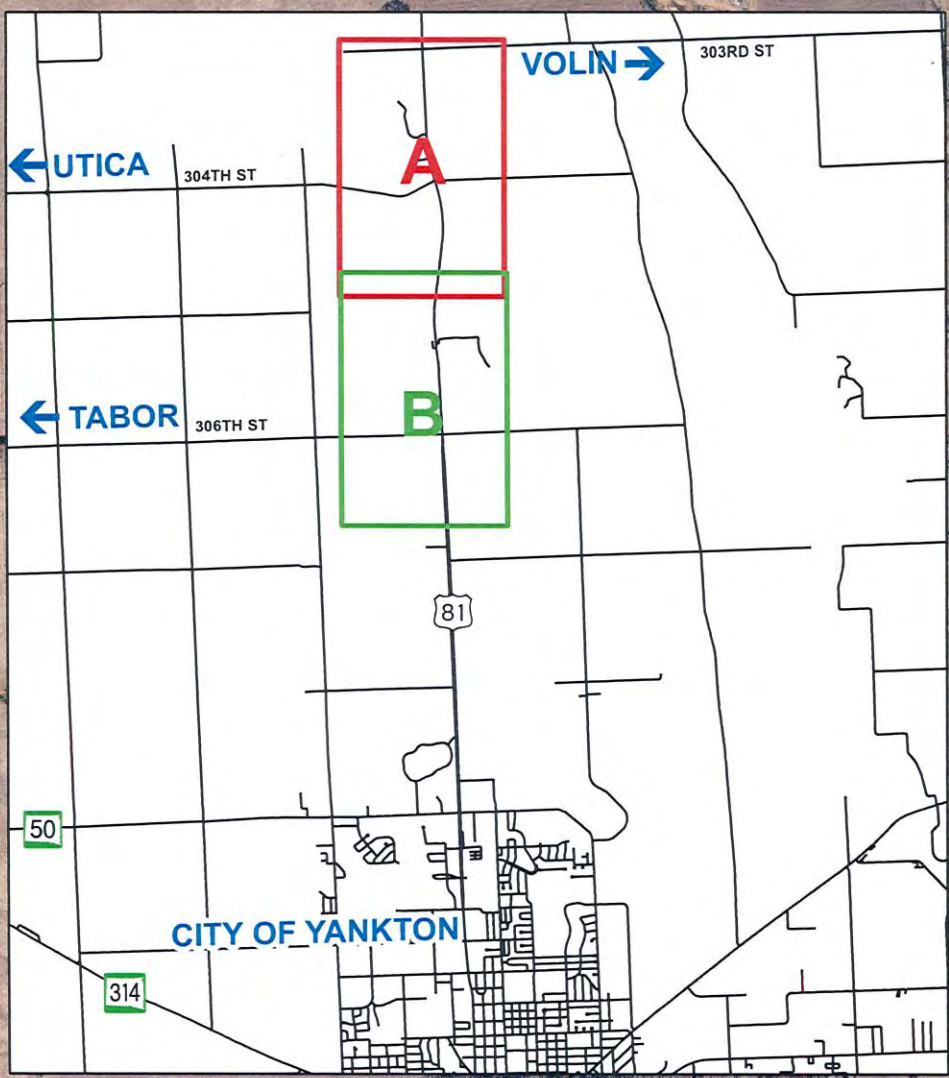 VOLIN
303RD ST
A
UTICA
304TH ST
TABOR
306TH ST
B
81
50
CITY OF YANKTON
314